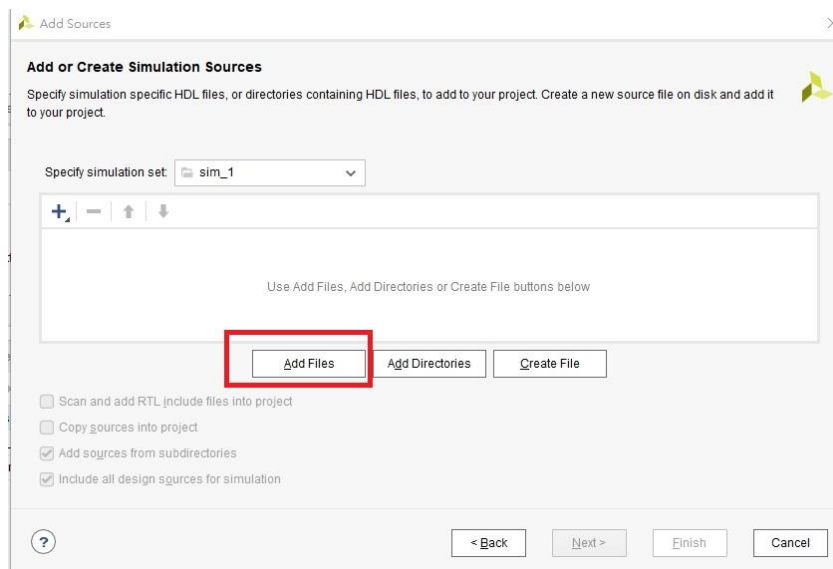 Add Sources
Add or Create Simulation Sources
Specify simulation specific HDL files, or directories containing HDL files, to add to your project. Create a new source file on disk and add it
to your project.
Specify simulation set: sim_1
Use Add Files, Add Directories or Create File buttons below
Add Files Add Directories Create File
Scan and add RTL include files into project
Copy sources into project
Add sources from subdirectories
Include all design sources for simulation
? < Back Next > Finish Cancel